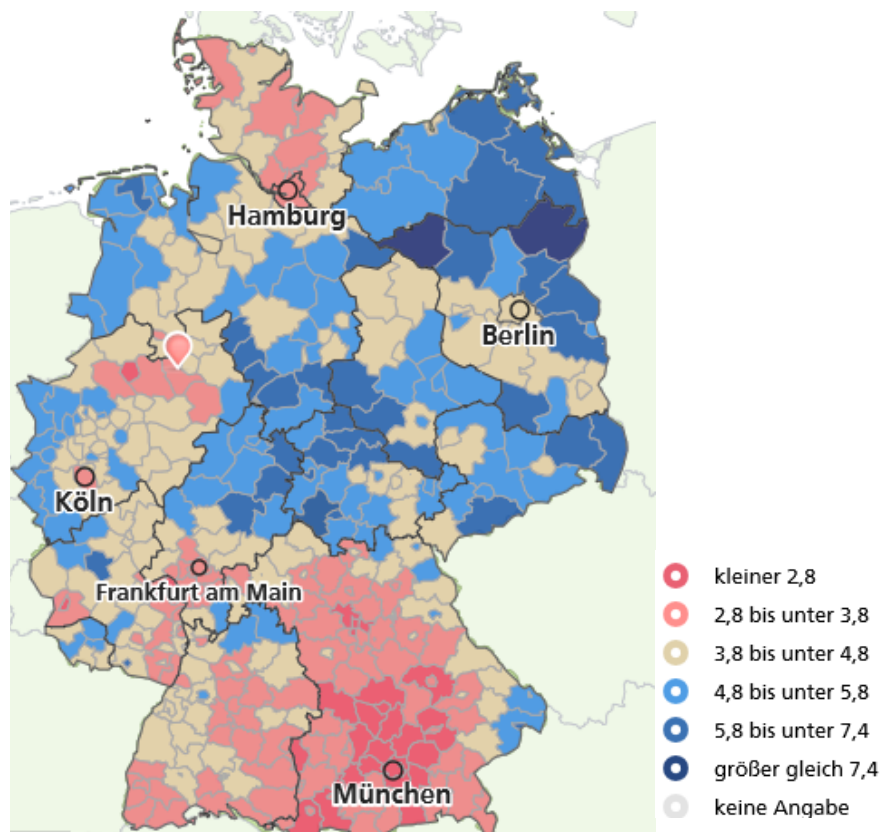 Hamburg
Berlin
Köln
Frankfurt am Main
München
kleiner 2,8
2,8 bis unter 3,8
3,8 bis unter 4,8
4,8 bis unter 5,8
5,8 bis unter 7,4
größer gleich 7,4
keine Angabe